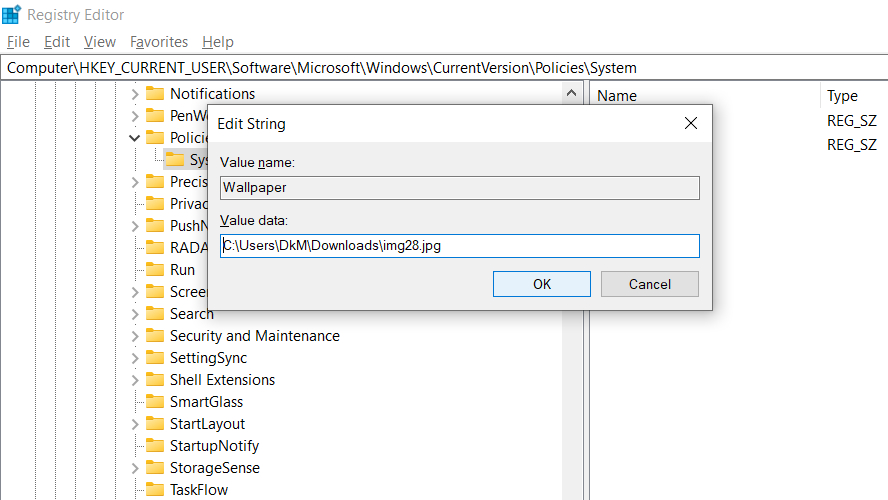 Registry Editor
File Edit View Favorites Help
Computer\HKEY_CURRENT_USER\Software\Microsoft\Windows\CurrentVersion\Policies\System
Notifications
PenW
Policie
Sys
Precis
Privac
PushN
RADA
Run
Screen
Search
Security and Maintenance
SettingSync
Shell Extensions
SmartGlass
StartLayout
StartupNotify
StorageSense
TaskFlow
Name Type
REG_SZ
REG_SZ
Edit String
Value name:
Wallpaper
Value data:
C:\Users\DkM\Downloads\img28.jpg
OK Cancel